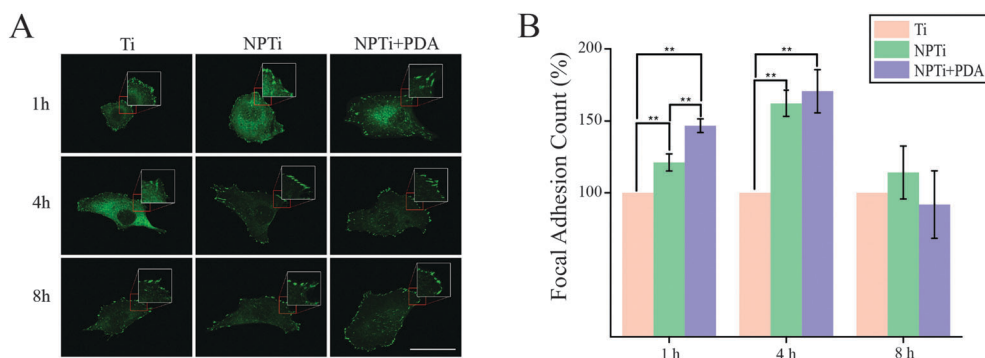 A
Ti
NPTi
NPTi+PDA
1h
4h
8h
B
Focal Adhesion Count (%)
200
150
100
**
**
**
**
**
1 h
4 h
8 h
Ti
NPTi
NPTi+PDA